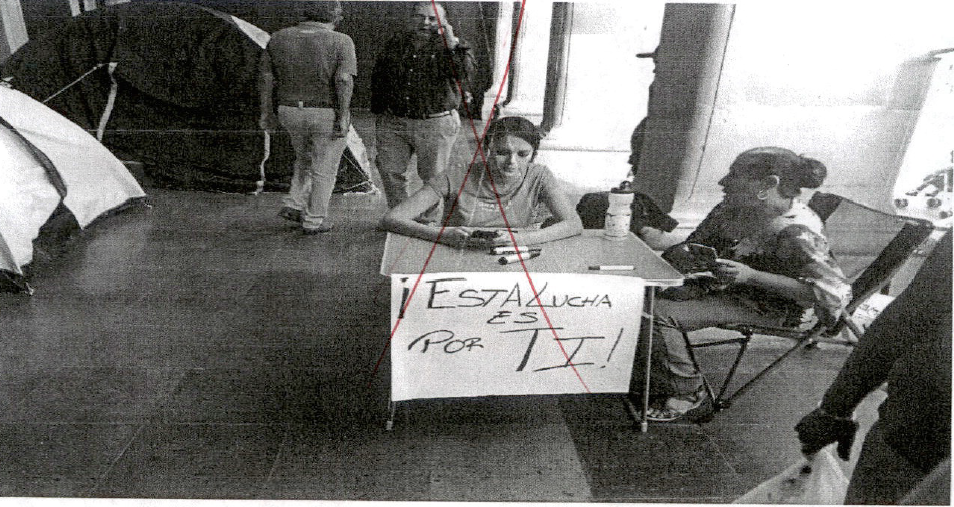 ¡ESTA LUCHA
ES
POR TI!